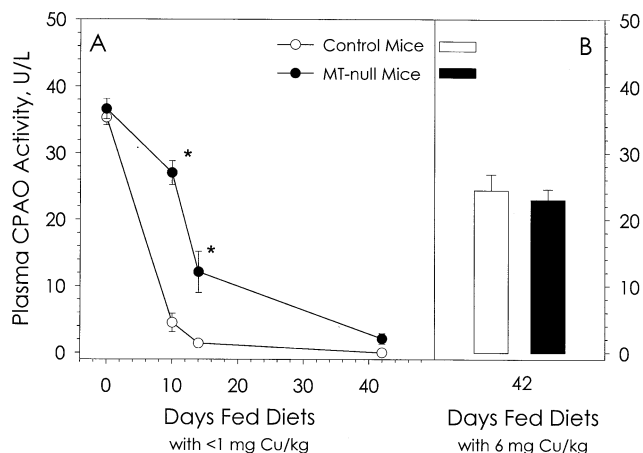 A
B
Control Mice
MT-null Mice
Plasma CPAO Activity, U/L
50
40
30
20
10
0
*
*
0 10 20 30 40
Days Fed Diets
with <1 mg Cu/kg
50
40
30
20
10
0
42
Days Fed Diets
with 6 mg Cu/kg